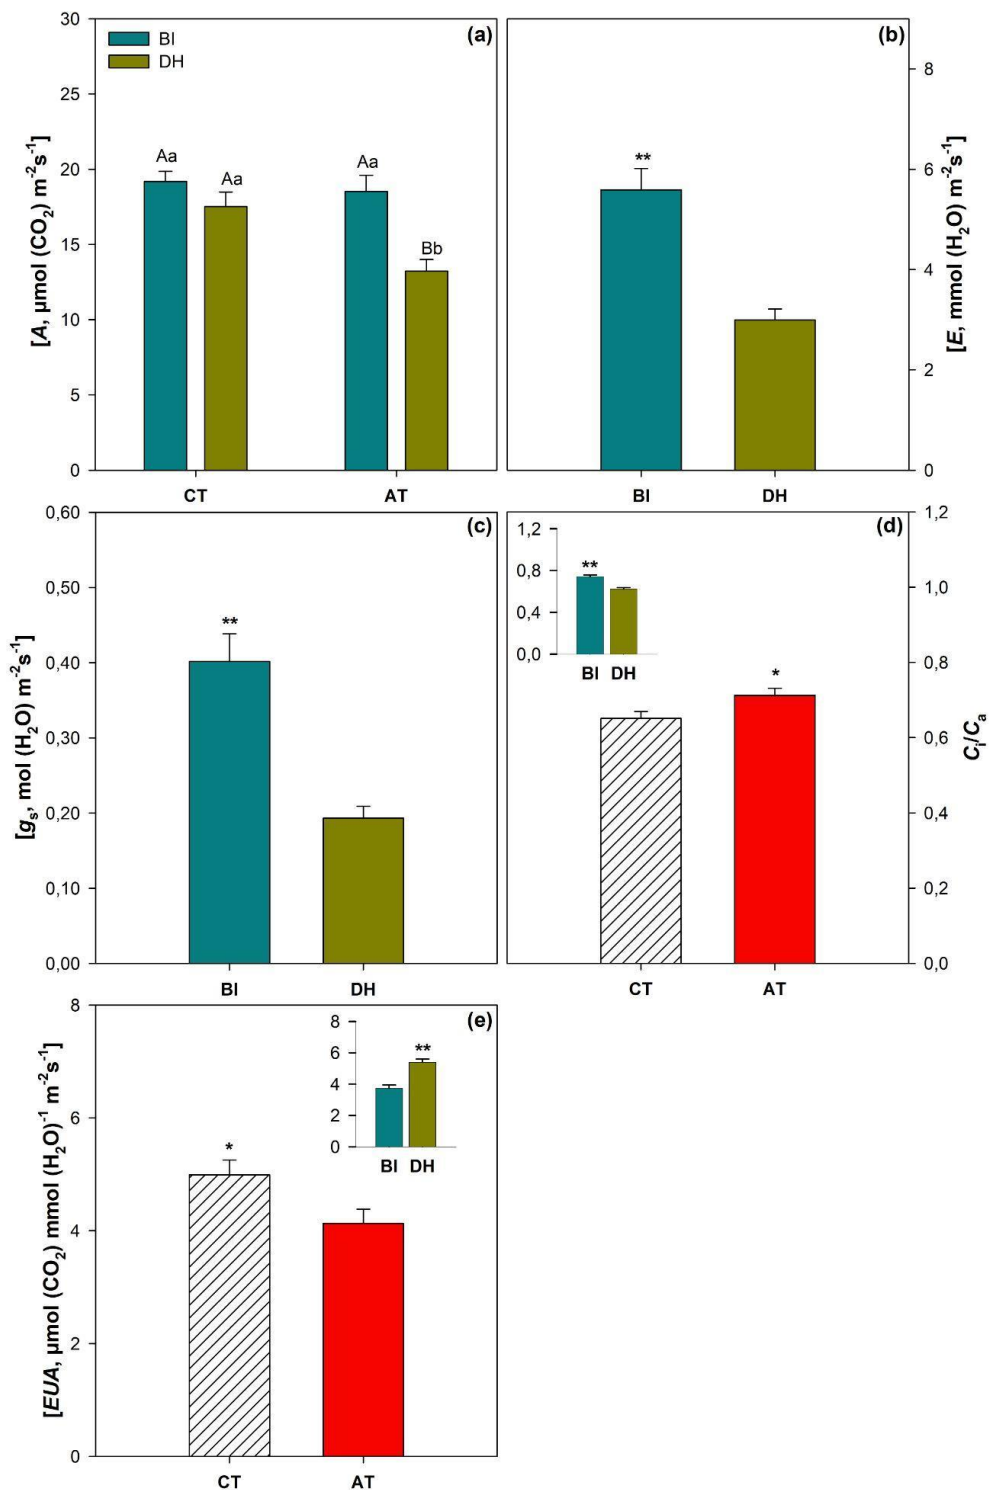 (a)
BI
DH
[A, μmol (CO₂) m⁻²s⁻¹]
30
25
20
15
10
5
0
Aa
Aa
Aa
Bb
CT
AT
(b)
**
[E, mmol (H₂O) m⁻²s⁻¹]
8
6
4
2
0
BI
DH
(c)
[gₛ, mol (H₂O) m⁻²s⁻¹]
0,60
0,50
0,40
0,30
0,20
0,10
0,00
**
BI
DH
(d)
1,2
0,8
0,4
0,0
**
BI DH
*
1,2
1,0
0,8
0,6
0,4
0,2
0,0
Cᵢ/Cₐ
CT
AT
(e)
[EUA, μmol (CO₂) mmol (H₂O)⁻¹ m⁻²s⁻¹]
8
6
4
2
0
*
8
6
4
2
0
**
BI DH
CT
AT